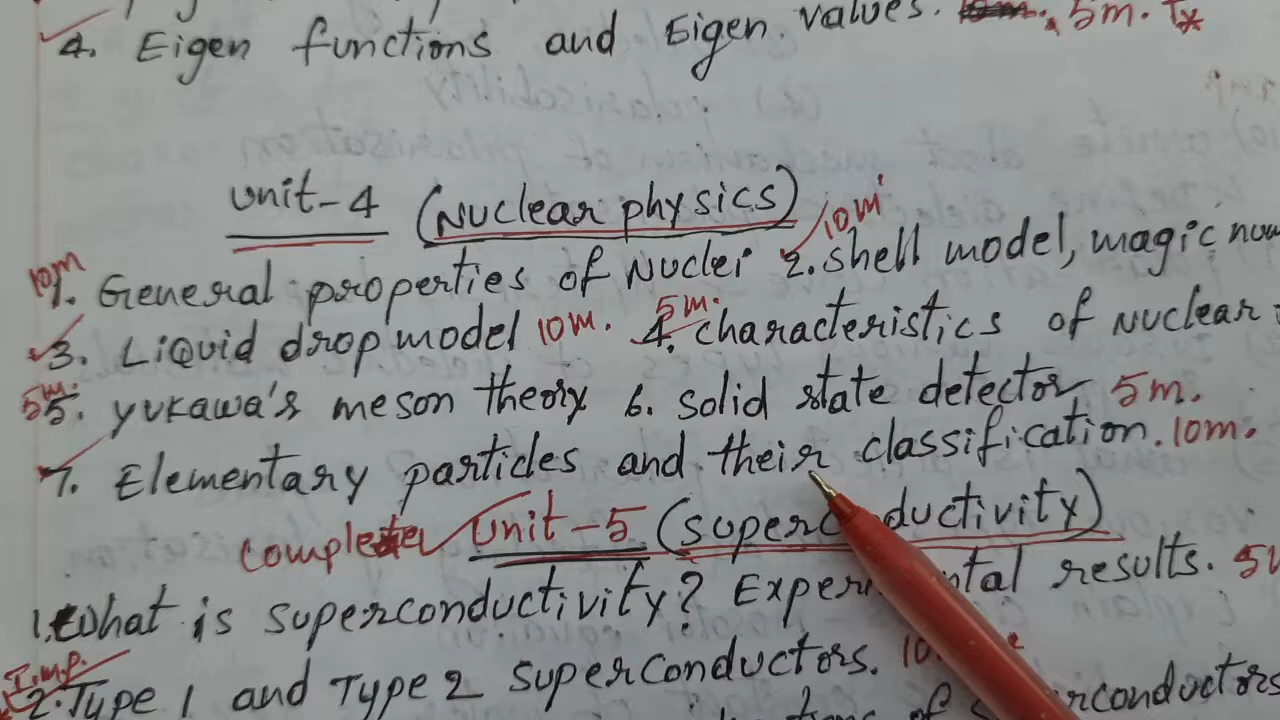 4. Eigen functions and Eigen values. 5m.
Unit-4 (Nuclear physics)
10m 1. General properties of Nuclei 2. shell model, magic 10m
3. Liquid drop model 10m. 4. characteristics of Nuclear 5m.
5m. 5. yukawa's meson theory 6. solid state detector 5m.
7. Elementary particles and their classification. 10m.
complete Unit-5 (superconductivity)
1. What is superconductivity? results.
I.m.p. 2. Type 1 and Type 2 superconductors.
of